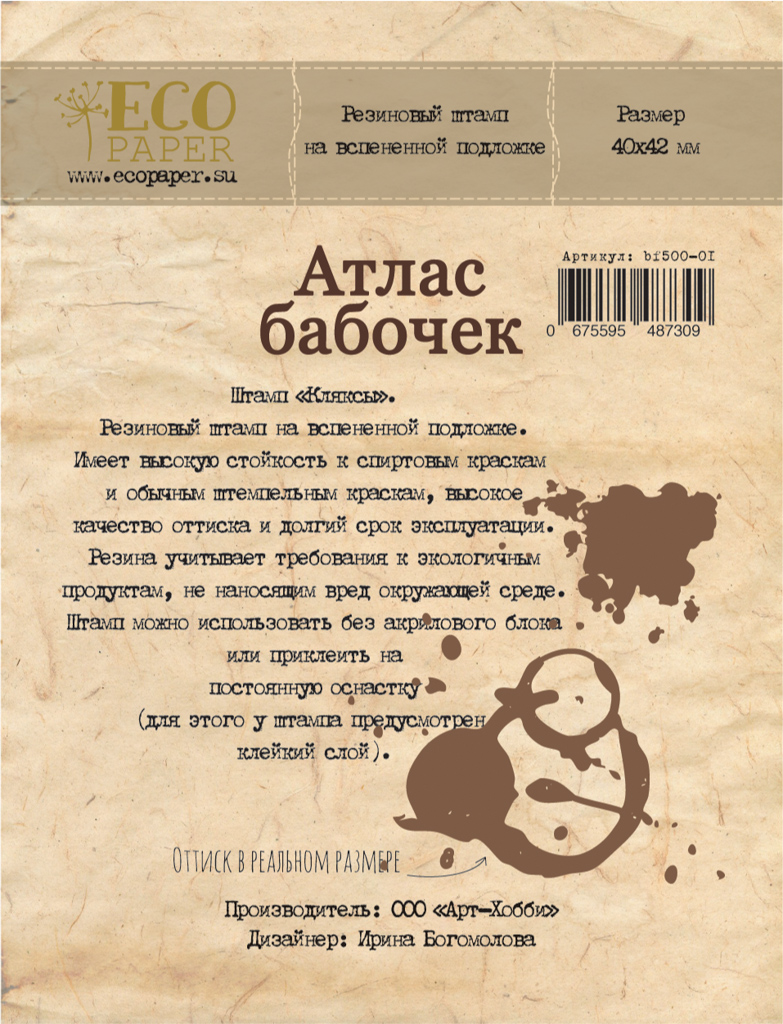 ECO
PAPER
www.ecopaper.su
Резиновый штамп
на вспененной подложке
Размер
40х42 мм
Атлас
бабочек
Артикул: bf500-01
0 675595 487309
Штамп «Кляксы».
Резиновый штамп на вспененной подложке.
Имеет высокую стойкость к спиртовым краскам
и обычным штемпельным краскам, высокое
качество оттиска и долгий срок эксплуатации.
Резина учитывает требования к экологичным
продуктам, не наносящим вред окружающей среде.
Штамп можно использовать без акрилового блока
или приклеить на
постоянную оснастку
(для этого у штампа предусмотрен
клейкий слой).
Оттиск в реальном размере
Производитель: ООО «Арт-Хобби»
Дизайнер: Ирина Богомолова